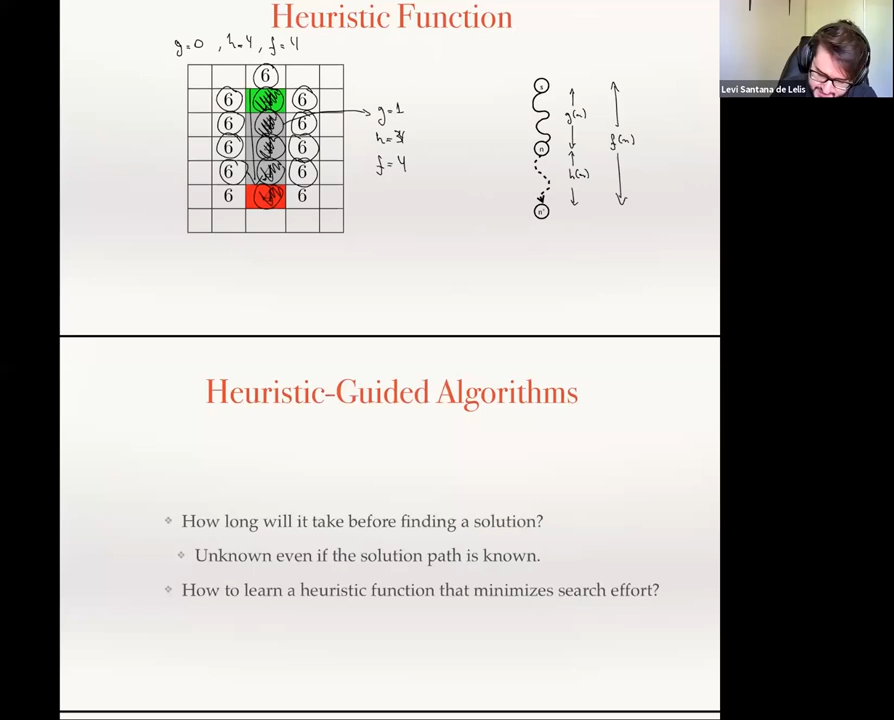 Heuristic Function
g=0 , h=4 , f=4
6
6 6
6 6
6 6
6 6
6 6
g=1
h=3
f=4
s
g(n)
n
h(n)
f(n)
n*
Levi Santana de Lelis
Heuristic-Guided Algorithms
How long will it take before finding a solution?
Unknown even if the solution path is known.
How to learn a heuristic function that minimizes search effort?